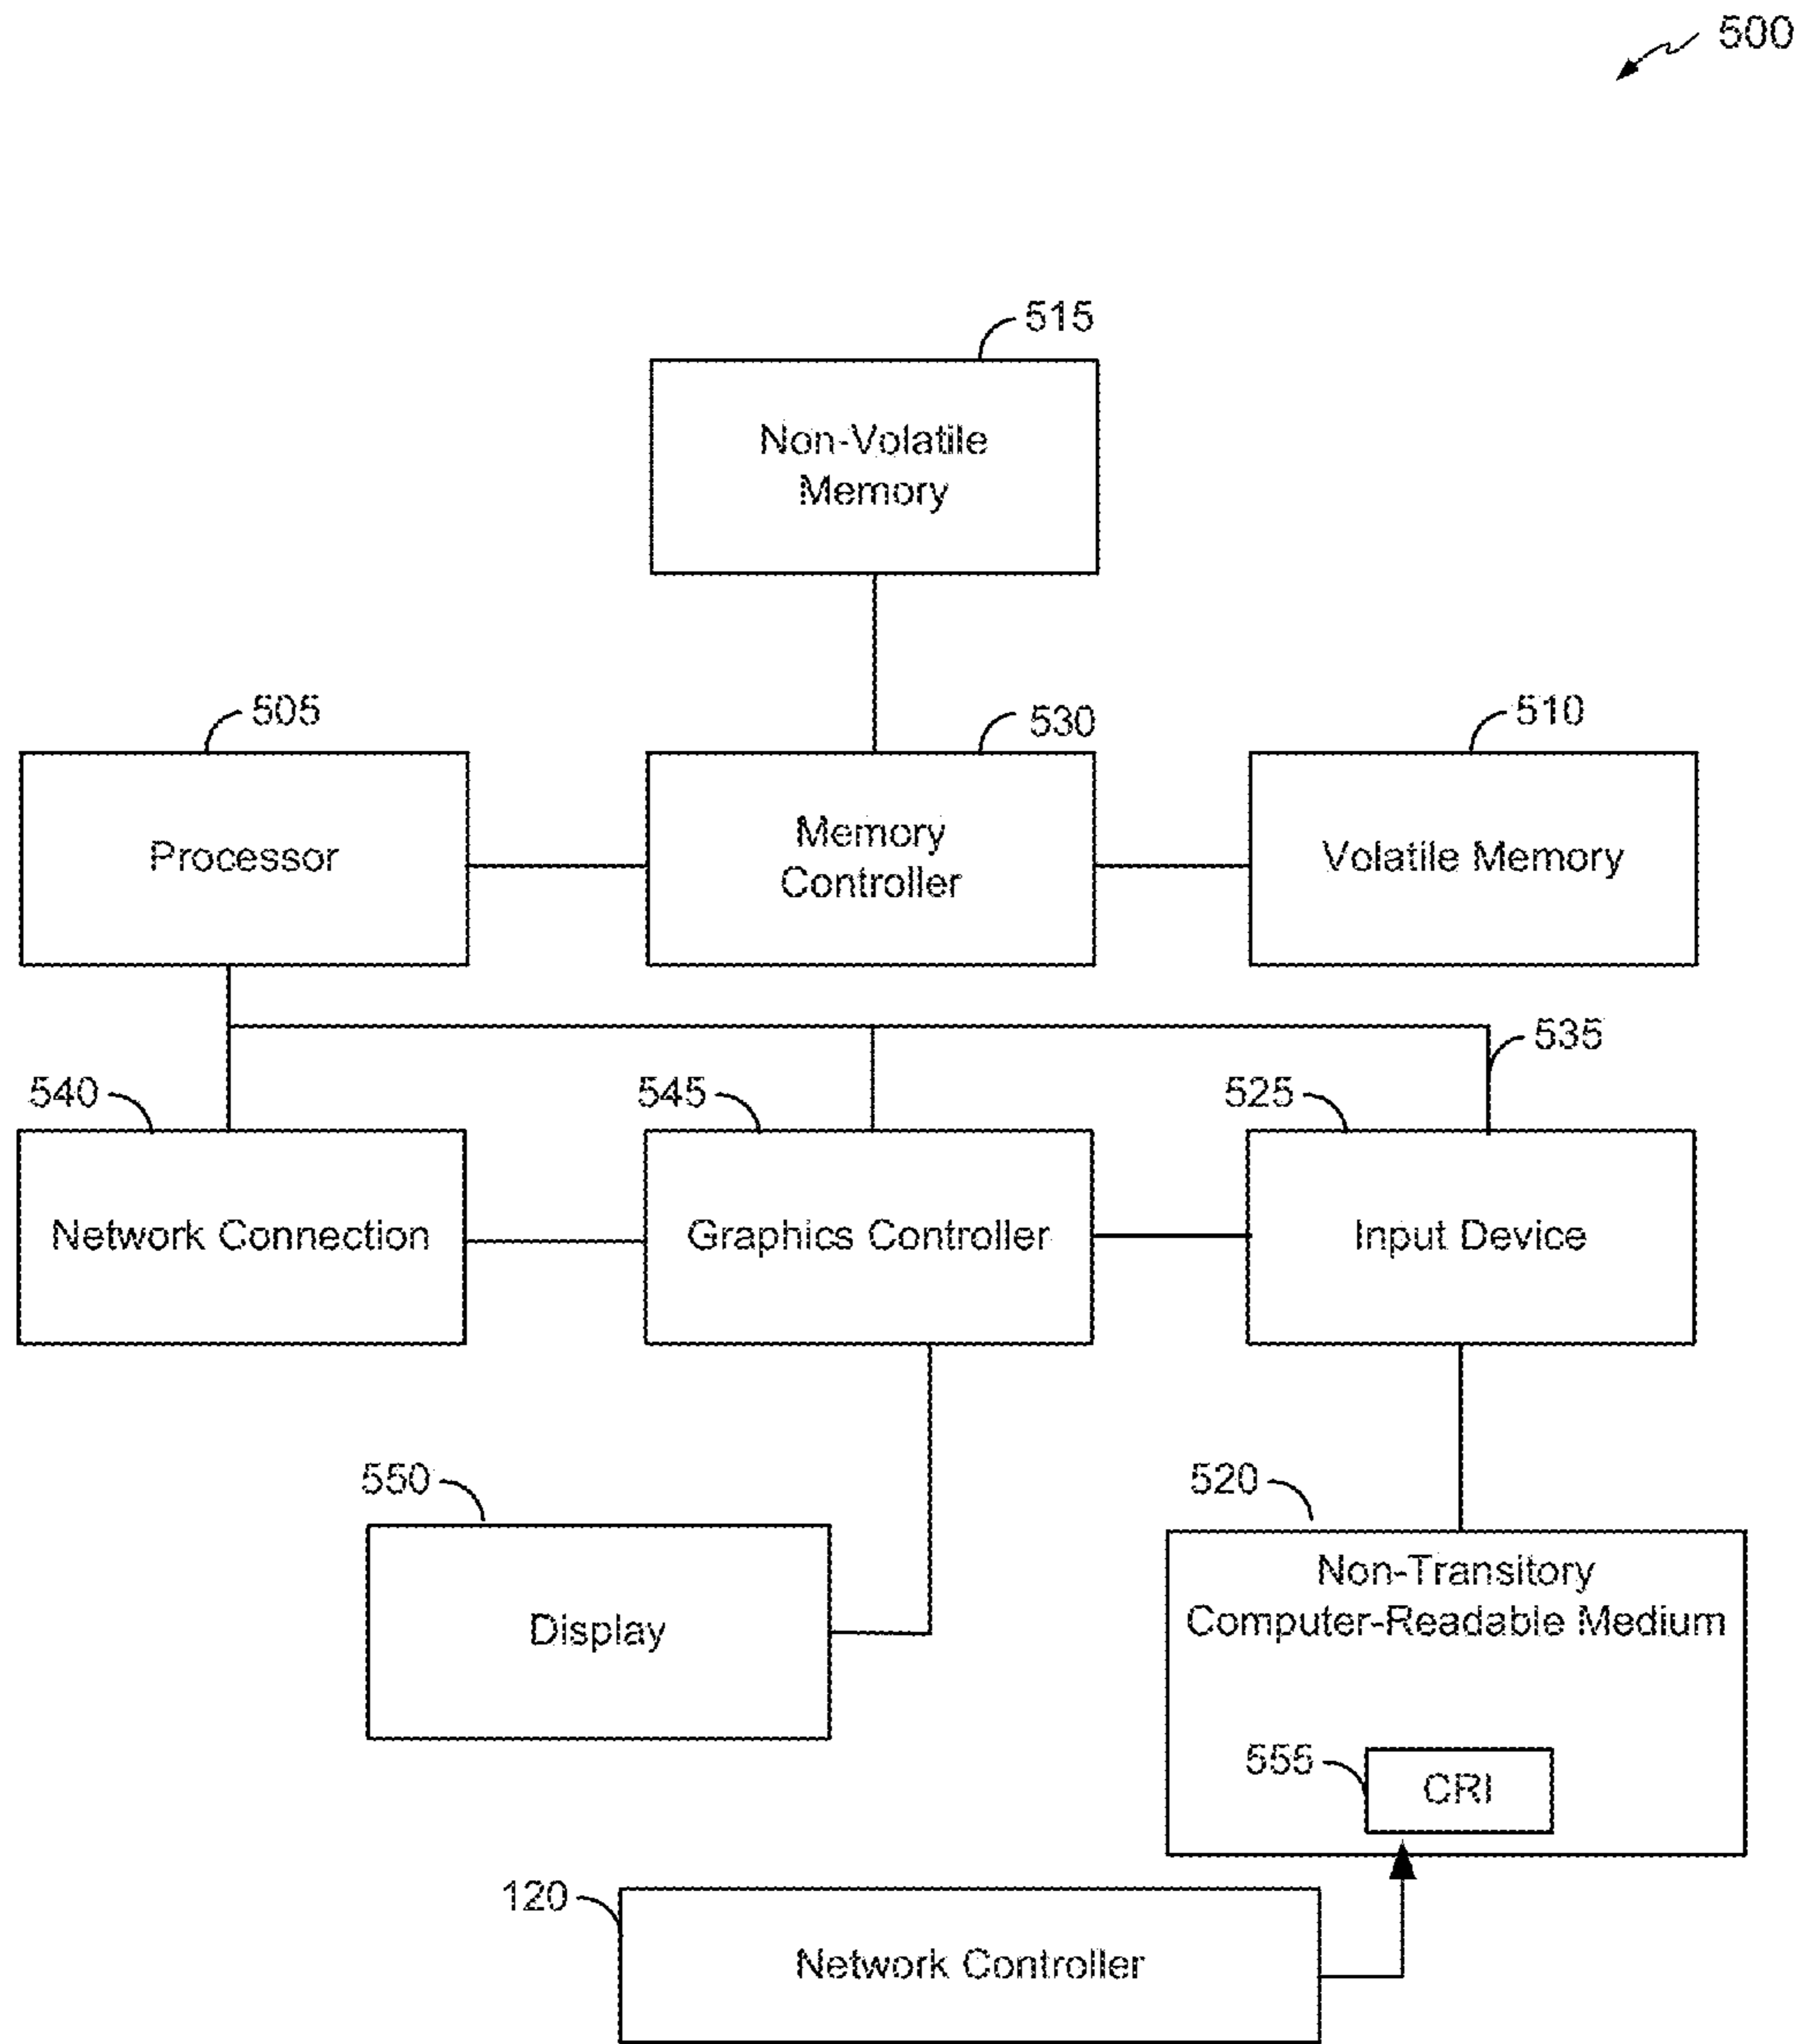 500
515
Non-Volatile
Memory
505
530
510
Processor
Memory
Controller
Volatile Memory
535
540
545
525
Network Connection
Graphics Controller
Input Device
550
520
Display
Non-Transitory
Computer-Readable Medium
555
CRI
120
Network Controller